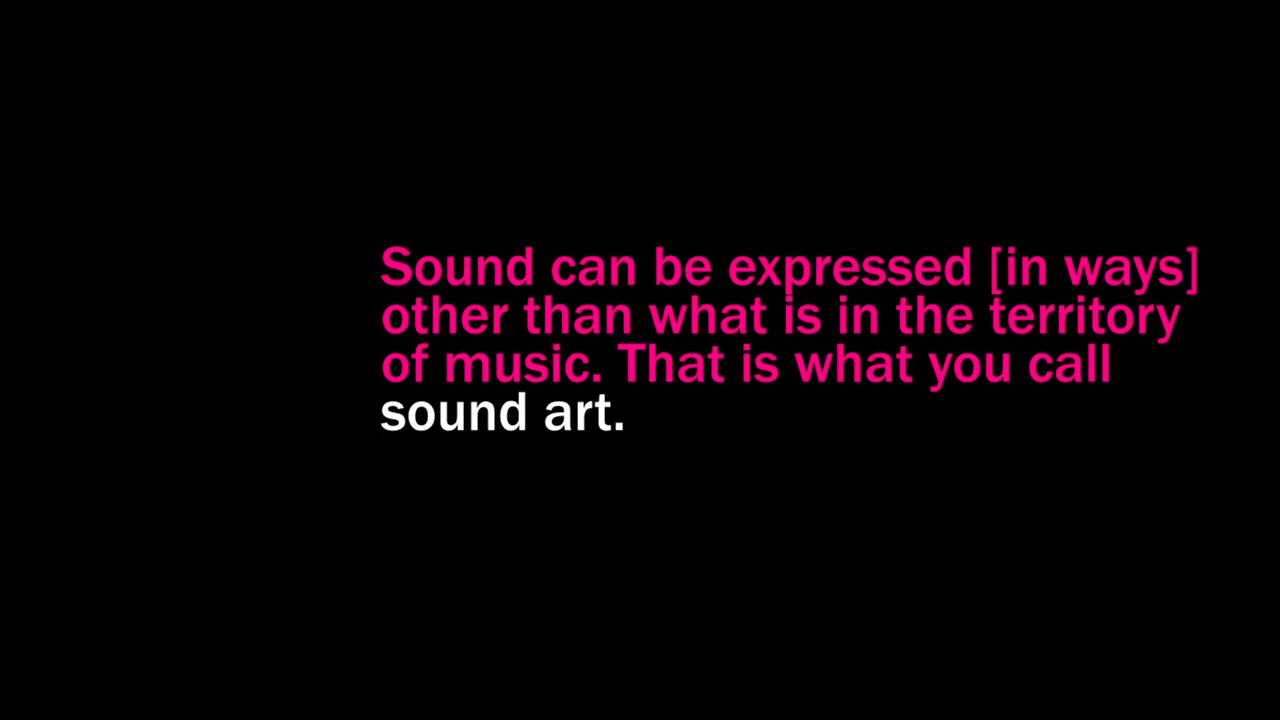 Sound can be expressed [in ways]
other than what is in the territory
of music. That is what you call
sound art.